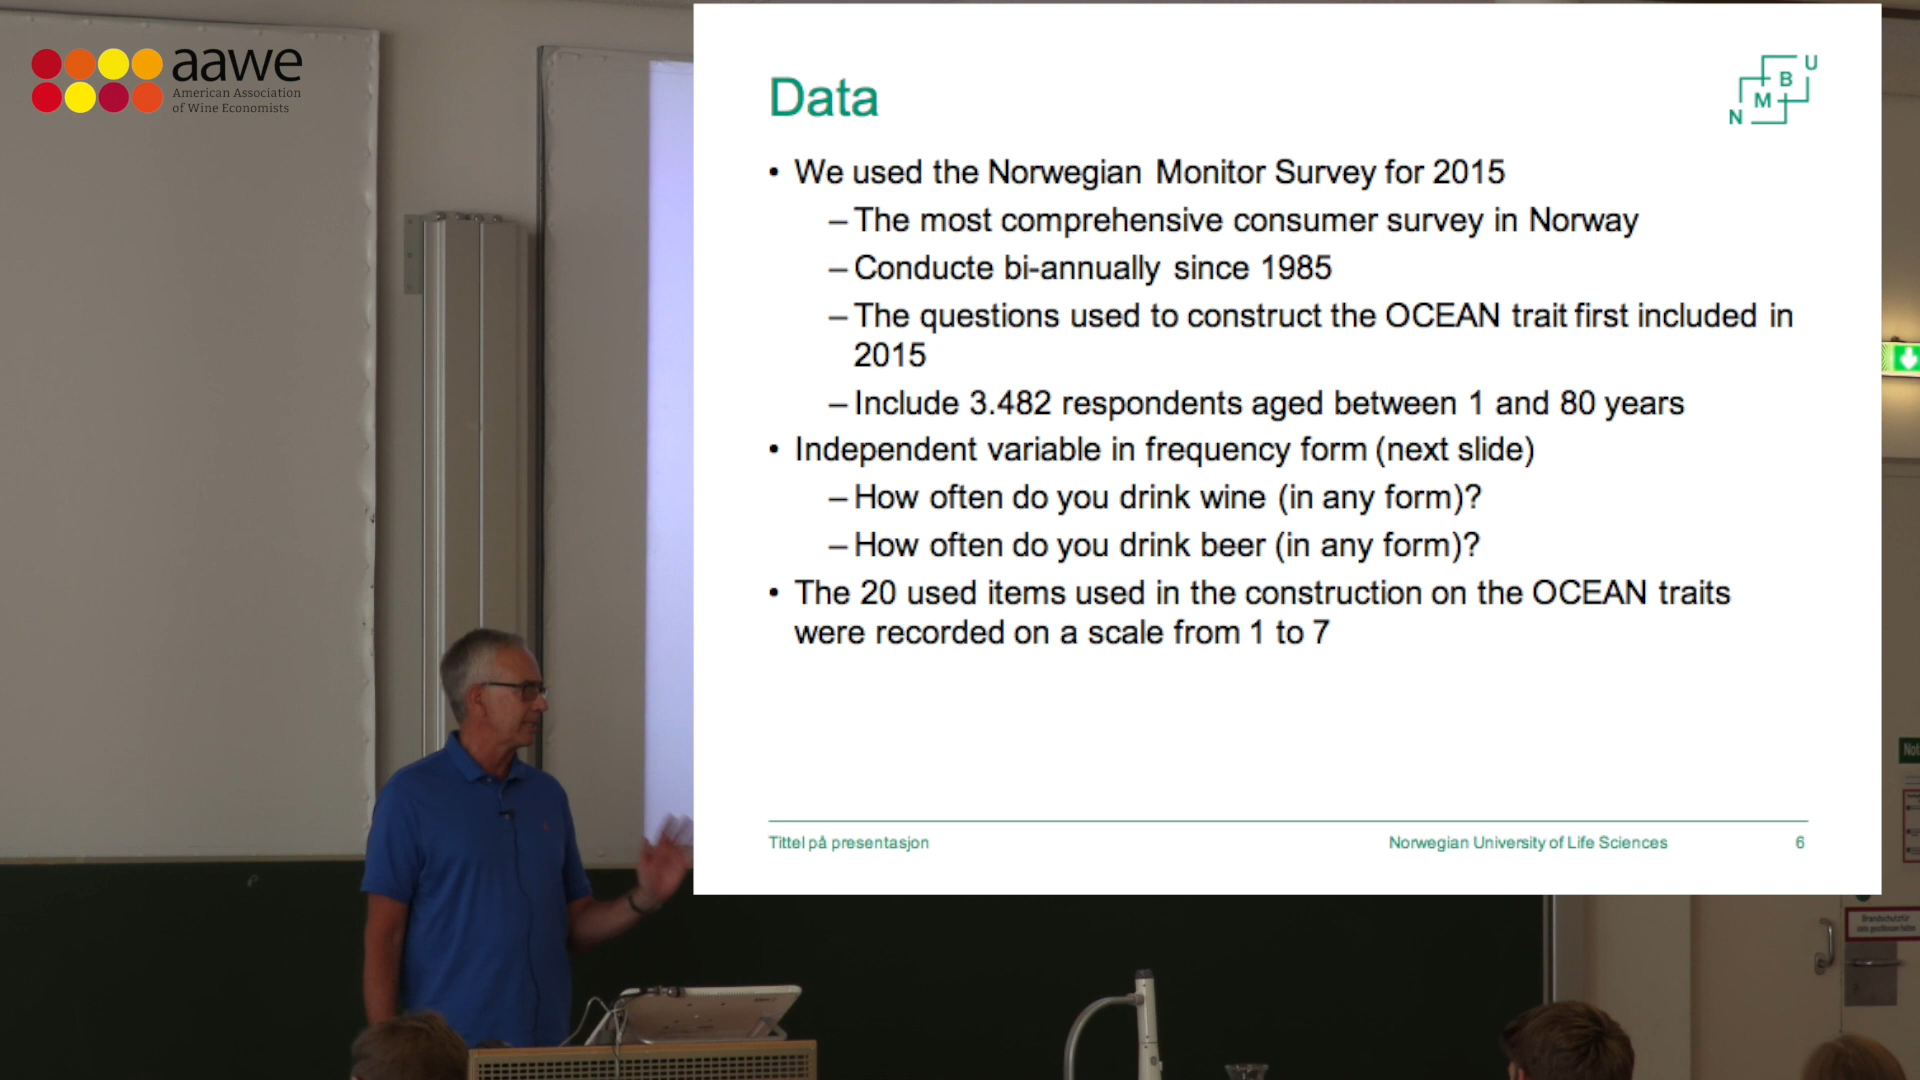 aawe
American Association
of Wine Economists
Data
N M B U
• We used the Norwegian Monitor Survey for 2015
– The most comprehensive consumer survey in Norway
– Conducte bi-annually since 1985
– The questions used to construct the OCEAN trait first included in
2015
– Include 3.482 respondents aged between 1 and 80 years
• Independent variable in frequency form (next slide)
– How often do you drink wine (in any form)?
– How often do you drink beer (in any form)?
• The 20 used items used in the construction on the OCEAN traits
were recorded on a scale from 1 to 7
Tittel på presentasjon
Norwegian University of Life Sciences
6
Not
Brandschutztür